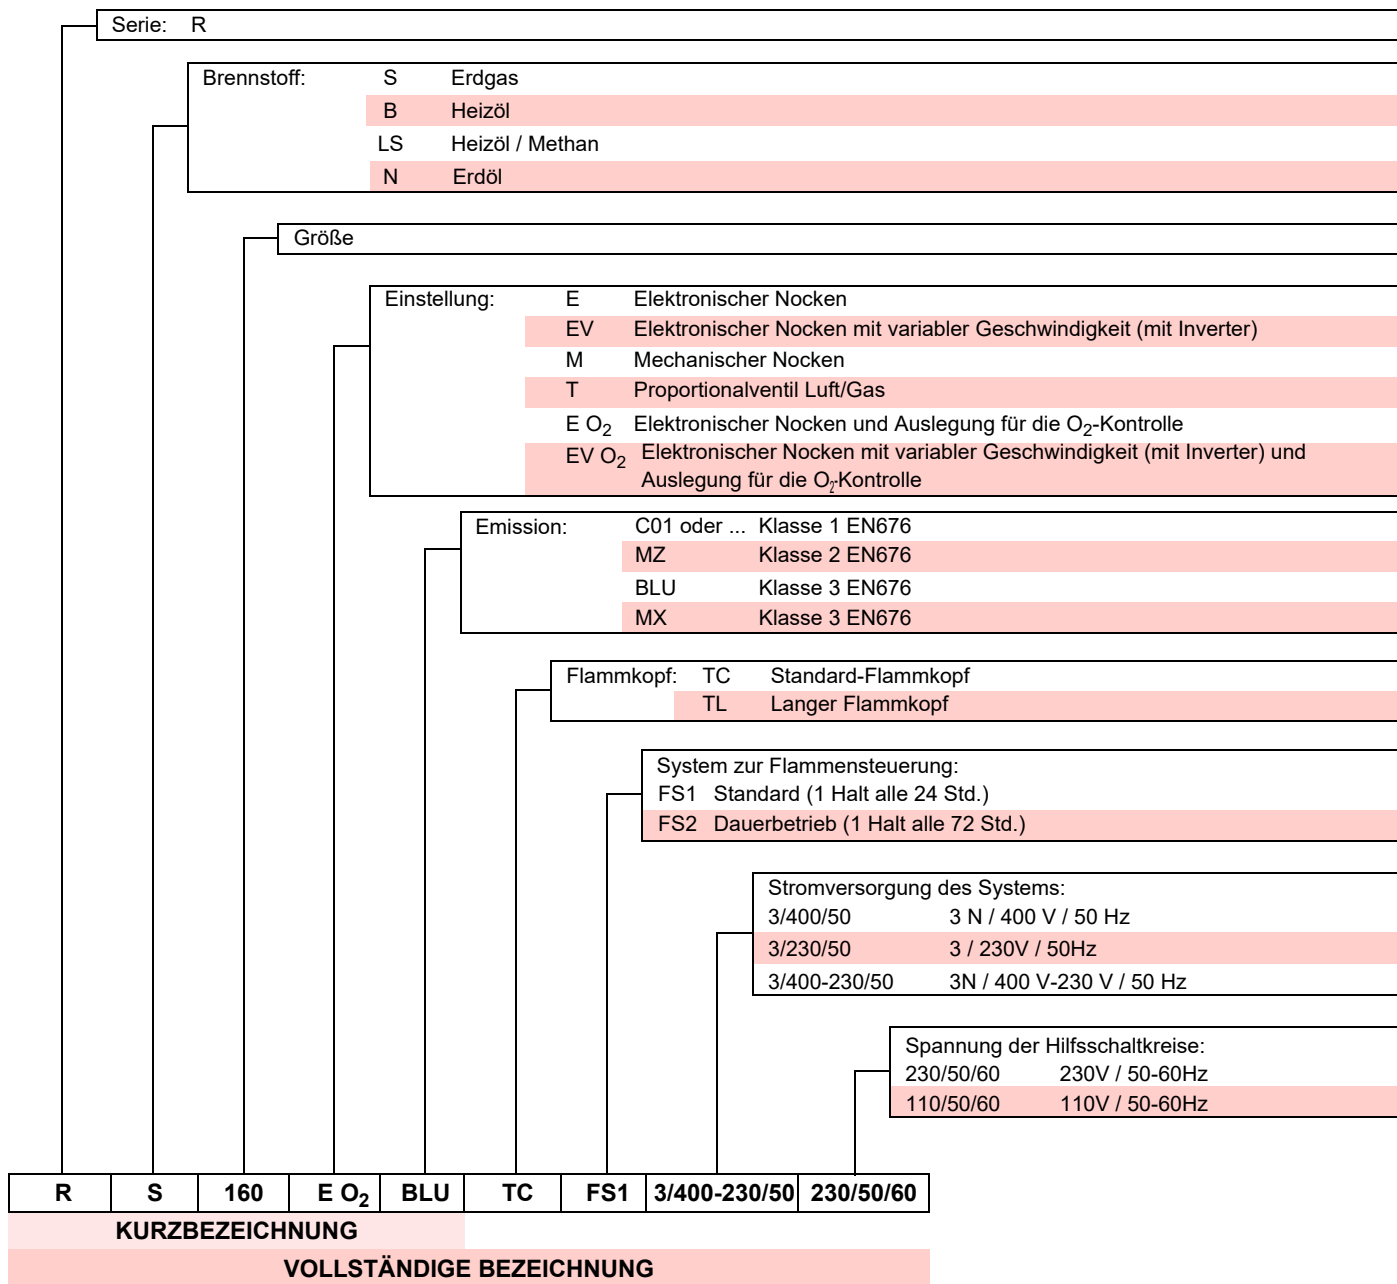 Serie: R
Brennstoff: S Erdgas
B Heizöl
LS Heizöl / Methan
N Erdöl
Größe
Einstellung: E Elektronischer Nocken
EV Elektronischer Nocken mit variabler Geschwindigkeit (mit Inverter)
M Mechanischer Nocken
T Proportionalventil Luft/Gas
E O2 Elektronischer Nocken und Auslegung für die O2-Kontrolle
EV O2 Elektronischer Nocken mit variabler Geschwindigkeit (mit Inverter) und
Auslegung für die O2-Kontrolle
Emission: C01 oder ... Klasse 1 EN676
MZ Klasse 2 EN676
BLU Klasse 3 EN676
MX Klasse 3 EN676
Flammkopf: TC Standard-Flammkopf
TL Langer Flammkopf
System zur Flammensteuerung:
FS1 Standard (1 Halt alle 24 Std.)
FS2 Dauerbetrieb (1 Halt alle 72 Std.)
Stromversorgung des Systems:
3/400/50 3 N / 400 V / 50 Hz
3/230/50 3 / 230V / 50Hz
3/400-230/50 3N / 400 V-230 V / 50 Hz
Spannung der Hilfsschaltkreise:
230/50/60 230V / 50-60Hz
110/50/60 110V / 50-60Hz
R S 160 E O2 BLU TC FS1 3/400-230/50 230/50/60
KURZBEZEICHNUNG
VOLLSTÄNDIGE BEZEICHNUNG